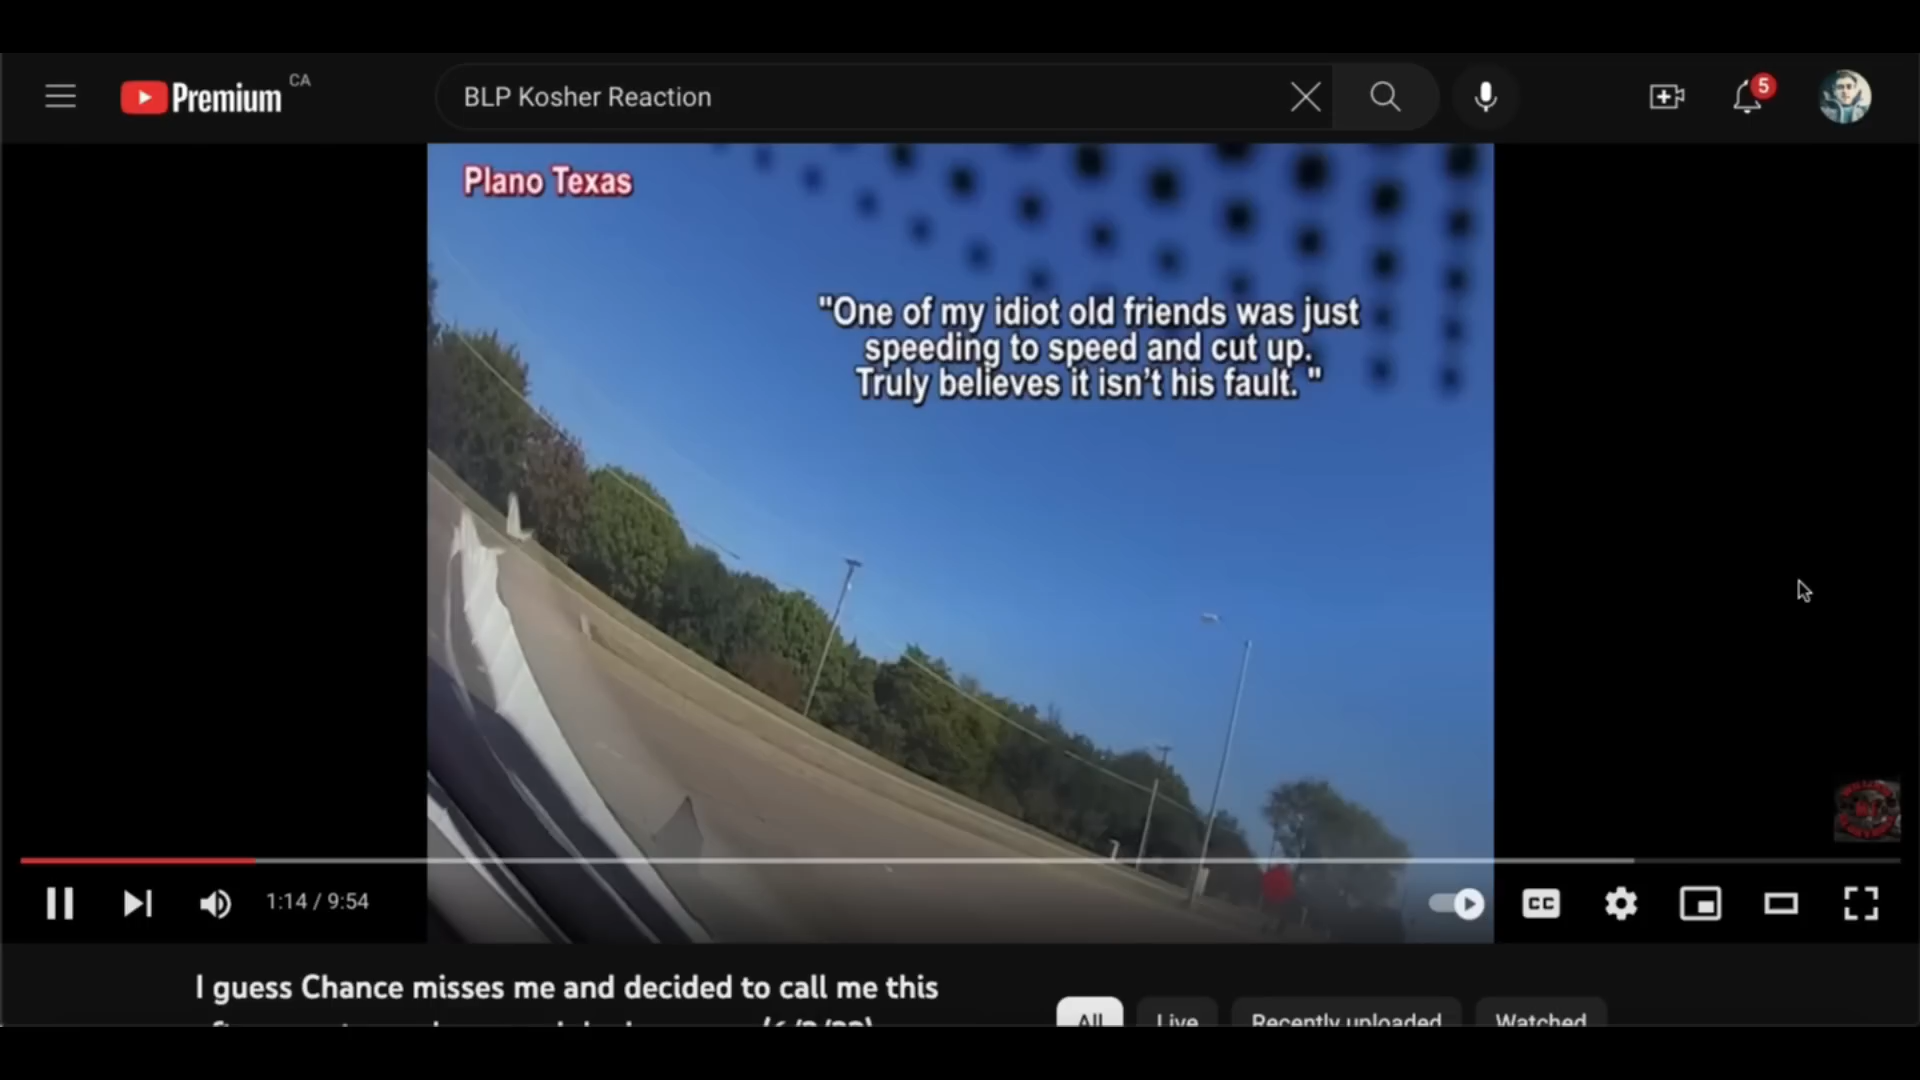 Premium
CA
BLP Kosher Reaction
5
Plano Texas
"One of my idiot old friends was just
speeding to speed and cut up.
Truly believes it isn't his fault. "
1:14 / 9:54
CC
I guess Chance misses me and decided to call me this
All
Live
Recently uploaded
Watched